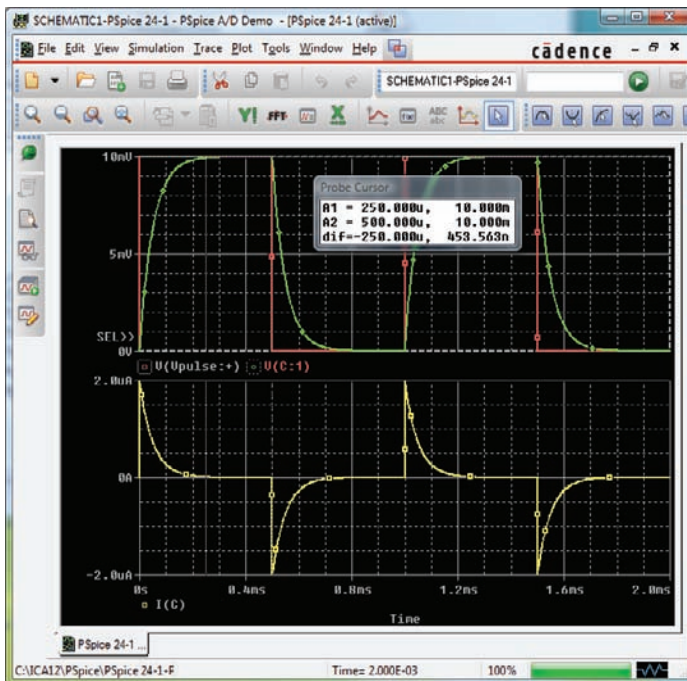 SCHEMATIC1-PSpice 24-1 - PSpice A/D Demo - [PSpice 24-1 (active)]
File Edit View Simulation Trace Plot Tools Window Help
cādence
SCHEMATIC1-PSpice 24-1
FFT
ABC
abc
10mV
Probe Cursor
A1 = 250.000u, 10.000m
A2 = 500.000u, 10.000m
dif=-250.000u, 453.563n
5mV
SEL>>
0V
V(Vpulse:+) V(C:1)
2.0uA
0A
-2.0uA
0s 0.4ms 0.8ms 1.2ms 1.6ms 2.0ms
I(C)
Time
PSpice 24-1 ...
C:\ICA12\PSpice\PSpice 24-1-P
Time= 2.000E-03
100%